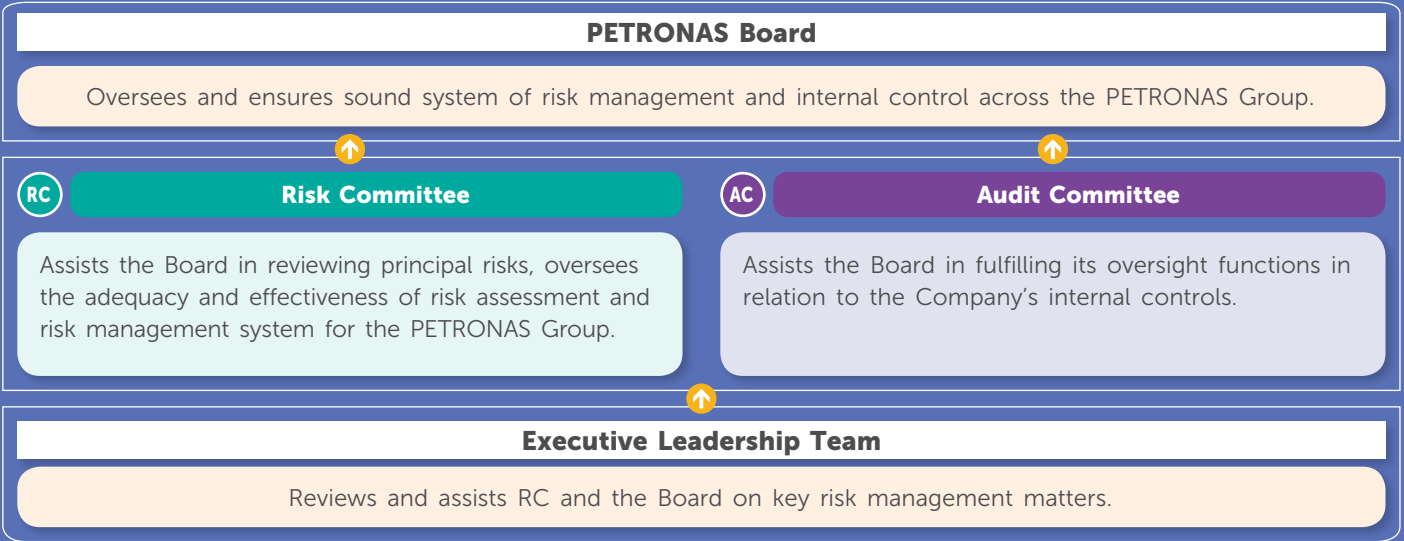 PETRONAS Board
Oversees and ensures sound system of risk management and internal control across the PETRONAS Group.
RC
Risk Committee
Assists the Board in reviewing principal risks, oversees
the adequacy and effectiveness of risk assessment and
risk management system for the PETRONAS Group.
AC
Audit Committee
Assists the Board in fulfilling its oversight functions in
relation to the Company’s internal controls.
Executive Leadership Team
Reviews and assists RC and the Board on key risk management matters.